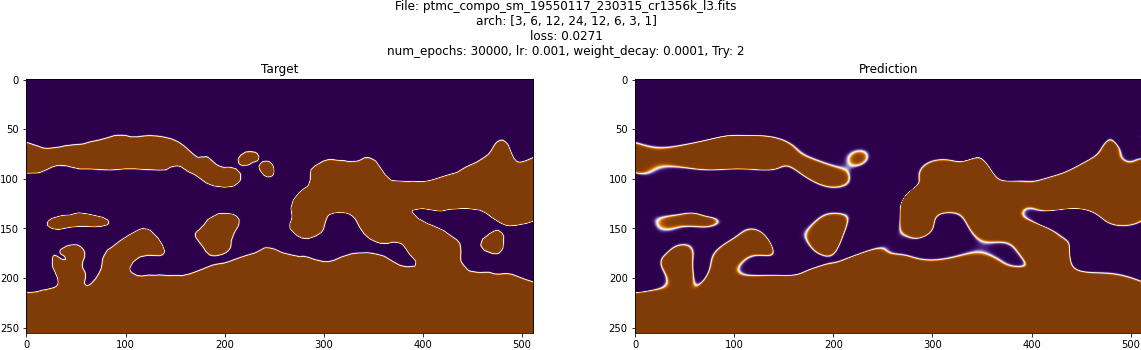 File: ptmc_compo_sm_19550117_230315_cr1356k_l3.fits
arch: [3, 6, 12, 24, 12, 6, 3, 1]
loss: 0.0271
num_epochs: 30000, lr: 0.001, weight_decay: 0.0001, Try: 2
Target
0
50
100
150
200
250
0 100 200 300 400 500
Prediction
0
50
100
150
200
250
0 100 200 300 400 500